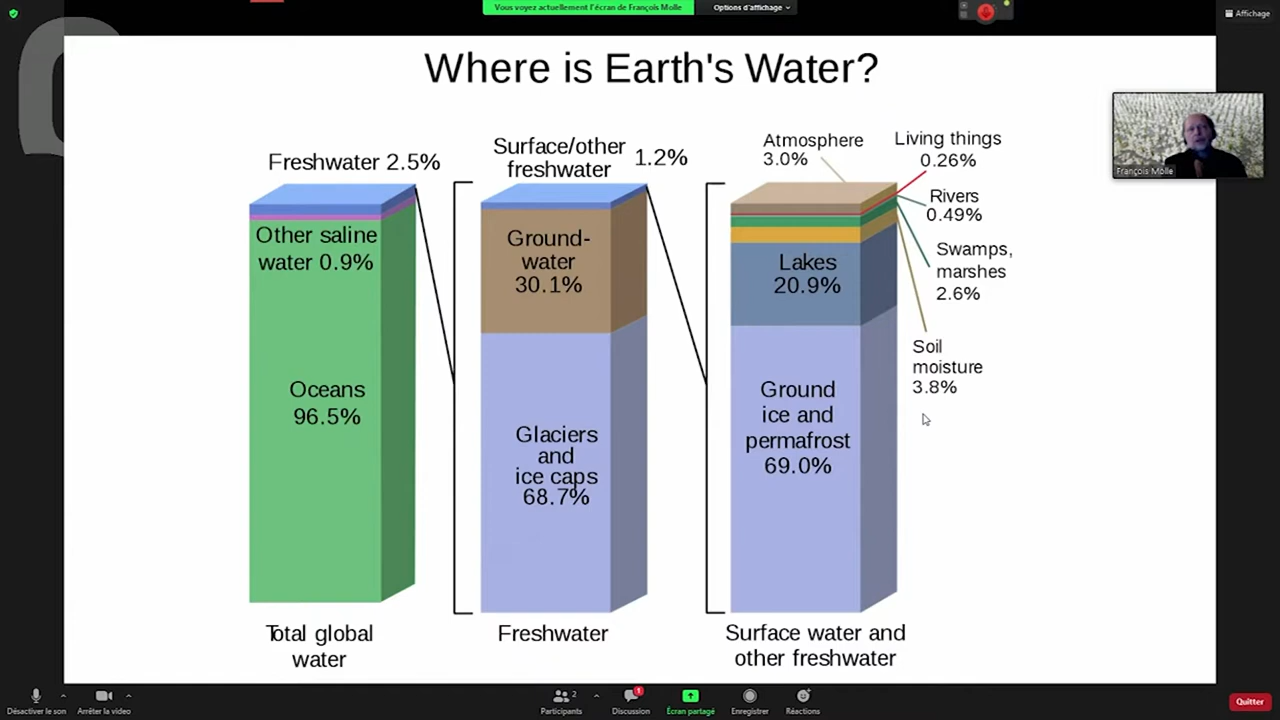 Vous voyez actuellement l'écran de François Molle
Options d'affichage
Affichage
Where is Earth's Water?
François Molle
Freshwater 2.5%
Other saline
water 0.9%
Oceans
96.5%
Total global
water
Surface/other
freshwater
1.2%
Ground-
water
30.1%
Glaciers
and
ice caps
68.7%
Freshwater
Atmosphere
3.0%
Living things
0.26%
Rivers
0.49%
Swamps,
marshes
2.6%
Soil
moisture
3.8%
Lakes
20.9%
Ground
ice and
permafrost
69.0%
Surface water and
other freshwater
Désactiver le son
Arrêter la video
Participants
2
Discussion
1
Écran partagé
Enregistrer
Réactions
Quitter